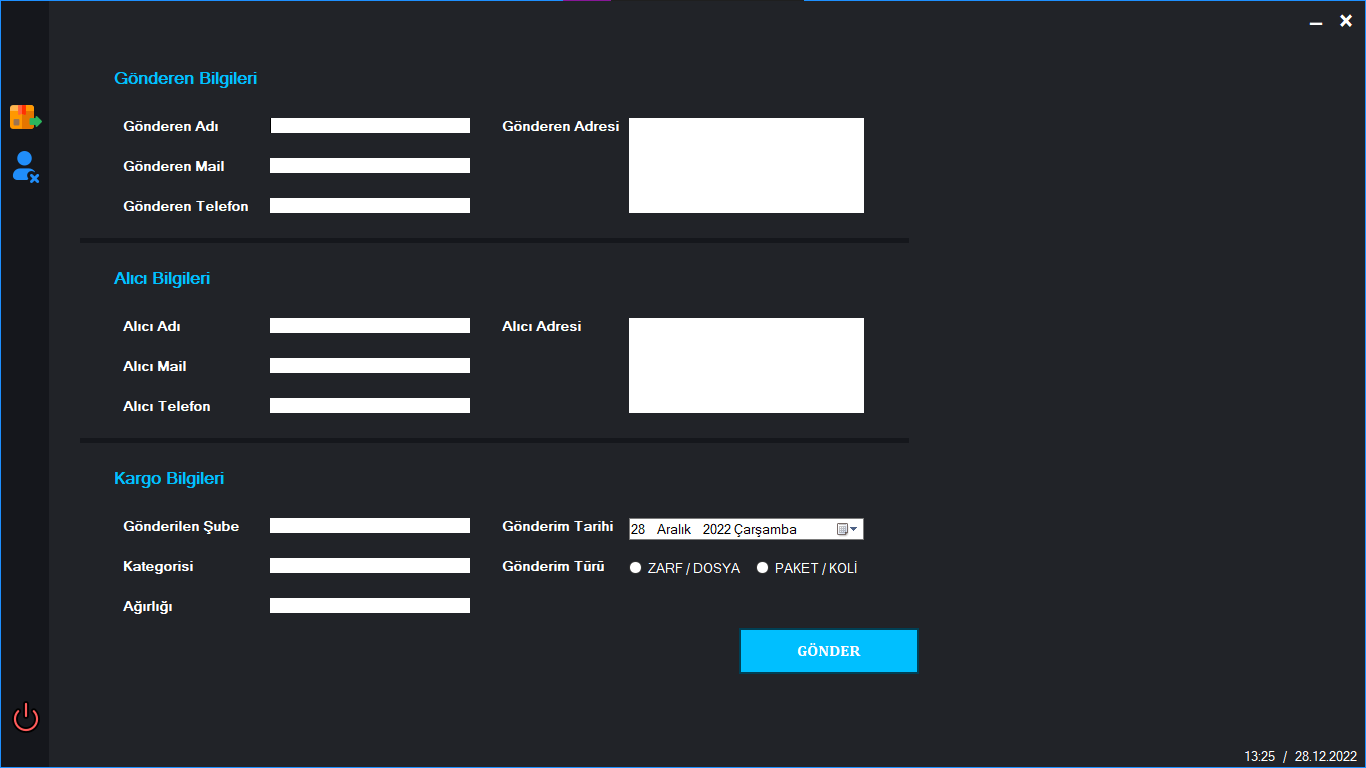 Gönderen Bilgileri
Gönderen Adı
Gönderen Adresi
Gönderen Mail
Gönderen Telefon
Alıcı Bilgileri
Alıcı Adı
Alıcı Adresi
Alıcı Mail
Alıcı Telefon
Kargo Bilgileri
Gönderilen Şube
Gönderim Tarihi
28 Aralık 2022 Çarşamba
Kategorisi
Gönderim Türü
ZARF / DOSYA
PAKET / KOLİ
Ağırlığı
GÖNDER
13:25 / 28.12.2022